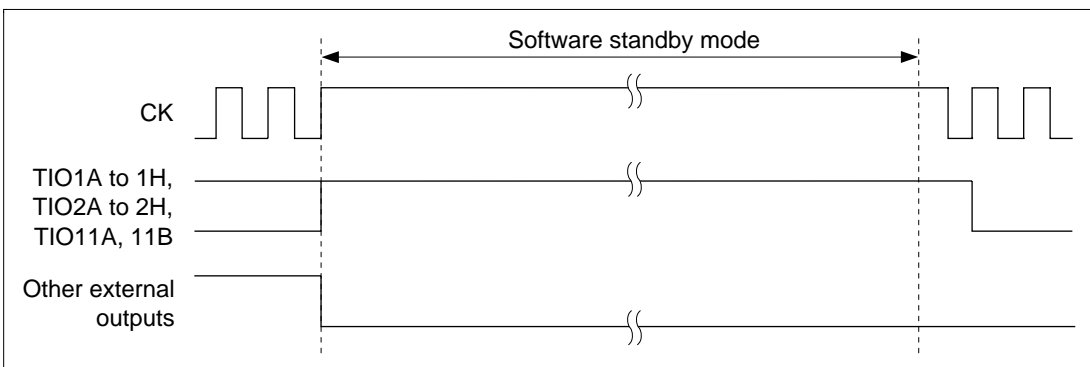 Software standby mode
CK
TIO1A to 1H,
TIO2A to 2H,
TIO11A, 11B
Other external
outputs